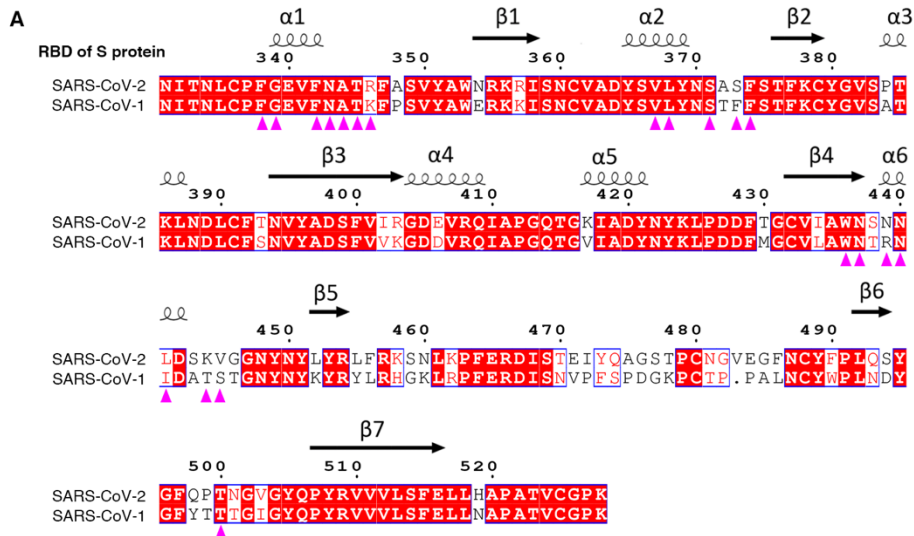 A
α1 β1 α2 β2 α3
RBD of S protein
340 350 360 370 380
SARS-CoV-2 NITNLCPFGEVFNATRFASVYAWNRKRISNCVADYSVLYNSASFSTFKCYGVSPT
SARS-CoV-1 NITNLCPFGEVFNATKFPSVYAWERKKISNCVADYSVLYNSTFFSTFKCYGVSAT
β3 α4 α5 β4 α6
390 400 410 420 430 440
SARS-CoV-2 KLNDLCFTNVYADSFVIRGDEVRQIAPGQTGKIADYNYKLPDDFTGCVIAWNSNN
SARS-CoV-1 KLNDLCFSNVYADSFVVKGDDVRQIAPGQTGVIADYNYKLPDDFMGCVLAWNTRN
β5 β6
450 460 470 480 490
SARS-CoV-2 LDSKVGGNYNYLYRLFRKSNLKPFERDISTEIYQAGSTPCNGVEGFNCYFPLQSY
SARS-CoV-1 IDATSTGNYNYKYRYLRHGKLRPFERDISNVPFSPDGKPCTP.PALNCYWPLNDY
β7
500 510 520
SARS-CoV-2 GFQPTNGVGYQPYRVVVLSFELLHAPATVCGPK
SARS-CoV-1 GFYTTTGIGYQPYRVVVLSFELLNAPATVCGPK